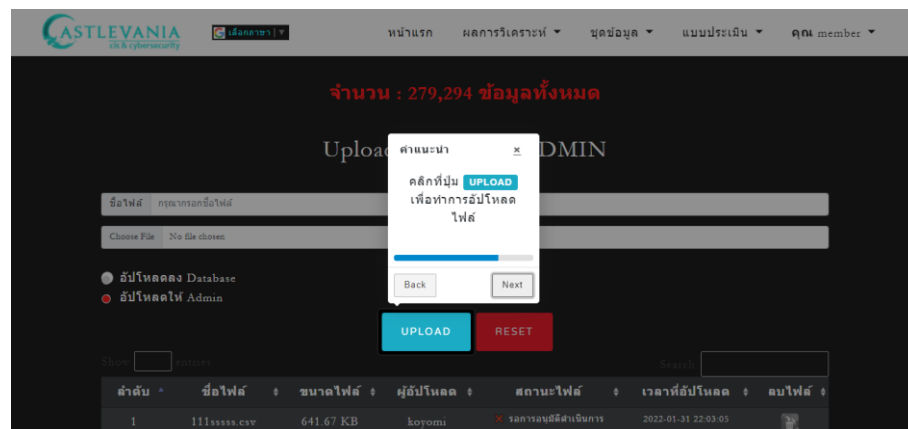 CASTLEVANIA
cis & cybersecurity
เลือกภาษา ▼
หน้าแรก ผลการวิเคราะห์ ชุดข้อมูล แบบประเมิน คุณ member
จำนวน : 279,294 ข้อมูลทั้งหมด
DMIN
คำแนะนำ ×
คลิกที่ปุ่ม UPLOAD
เพื่อทำการอัปโหลด
ไฟล์
ชื่อไฟล์ กรุณากรอกชื่อไฟล์
Choose File No file chosen
อัปโหลดลง Database
อัปโหลดให้ Admin
Back Next
UPLOAD RESET
Show entries Search:
ลำดับ ชื่อไฟล์ ขนาดไฟล์ ผู้อัปโหลด สถานะไฟล์ เวลาที่อัปโหลด ลบไฟล์
1 111sssss.csv 641.67 KB koyomi รอการอนุมัติดำเนินการ 2022-01-31 22:03:05